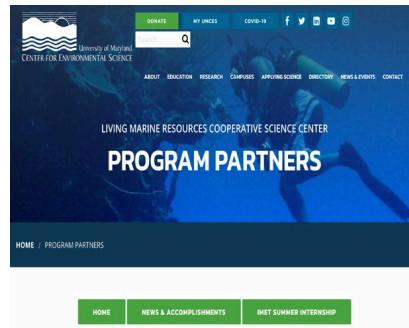 DONATE
MY UMCES
COVID-19
Search
University of Maryland
CENTER FOR ENVIRONMENTAL SCIENCE
ABOUT EDUCATION RESEARCH CAMPUSES APPLYING SCIENCE DIRECTORY NEWS & EVENTS CONTACT
LIVING MARINE RESOURCES COOPERATIVE SCIENCE CENTER
PROGRAM PARTNERS
HOME / PROGRAM PARTNERS
HOME
NEWS & ACCOMPLISHMENTS
IMET SUMMER INTERNSHIP